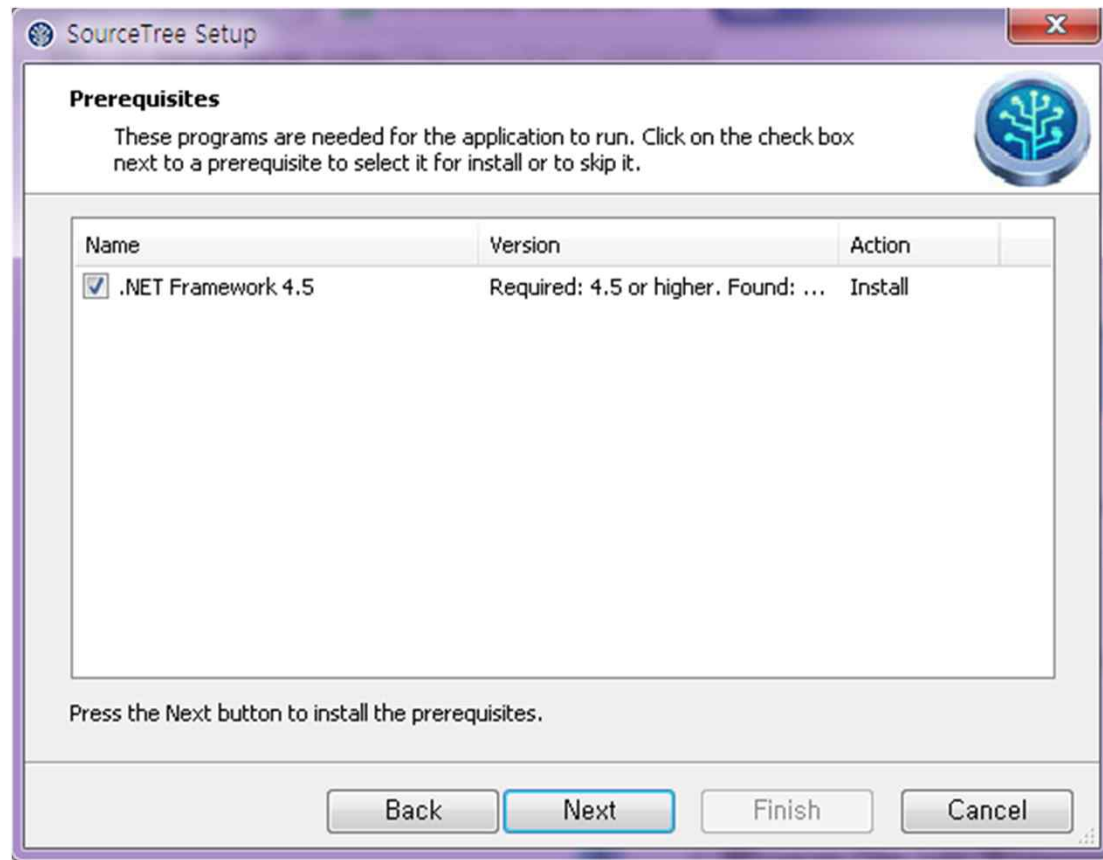 SourceTree Setup
Prerequisites
These programs are needed for the application to run. Click on the check box
next to a prerequisite to select it for install or to skip it.
Name Version Action
.NET Framework 4.5 Required: 4.5 or higher. Found: ... Install
Press the Next button to install the prerequisites.
Back Next Finish Cancel